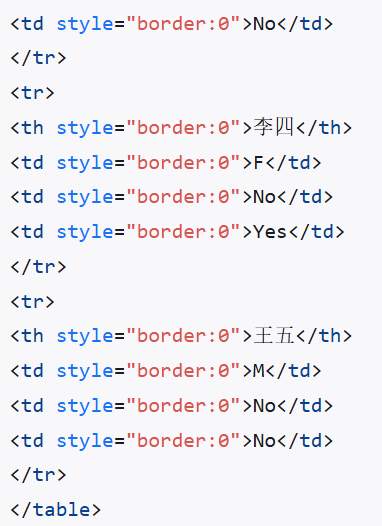 <td style="border:0">No</td>
</tr>
<tr>
<th style="border:0">李四</th>
<td style="border:0">F</td>
<td style="border:0">No</td>
<td style="border:0">Yes</td>
</tr>
<tr>
<th style="border:0">王五</th>
<td style="border:0">M</td>
<td style="border:0">No</td>
<td style="border:0">No</td>
</tr>
</table>